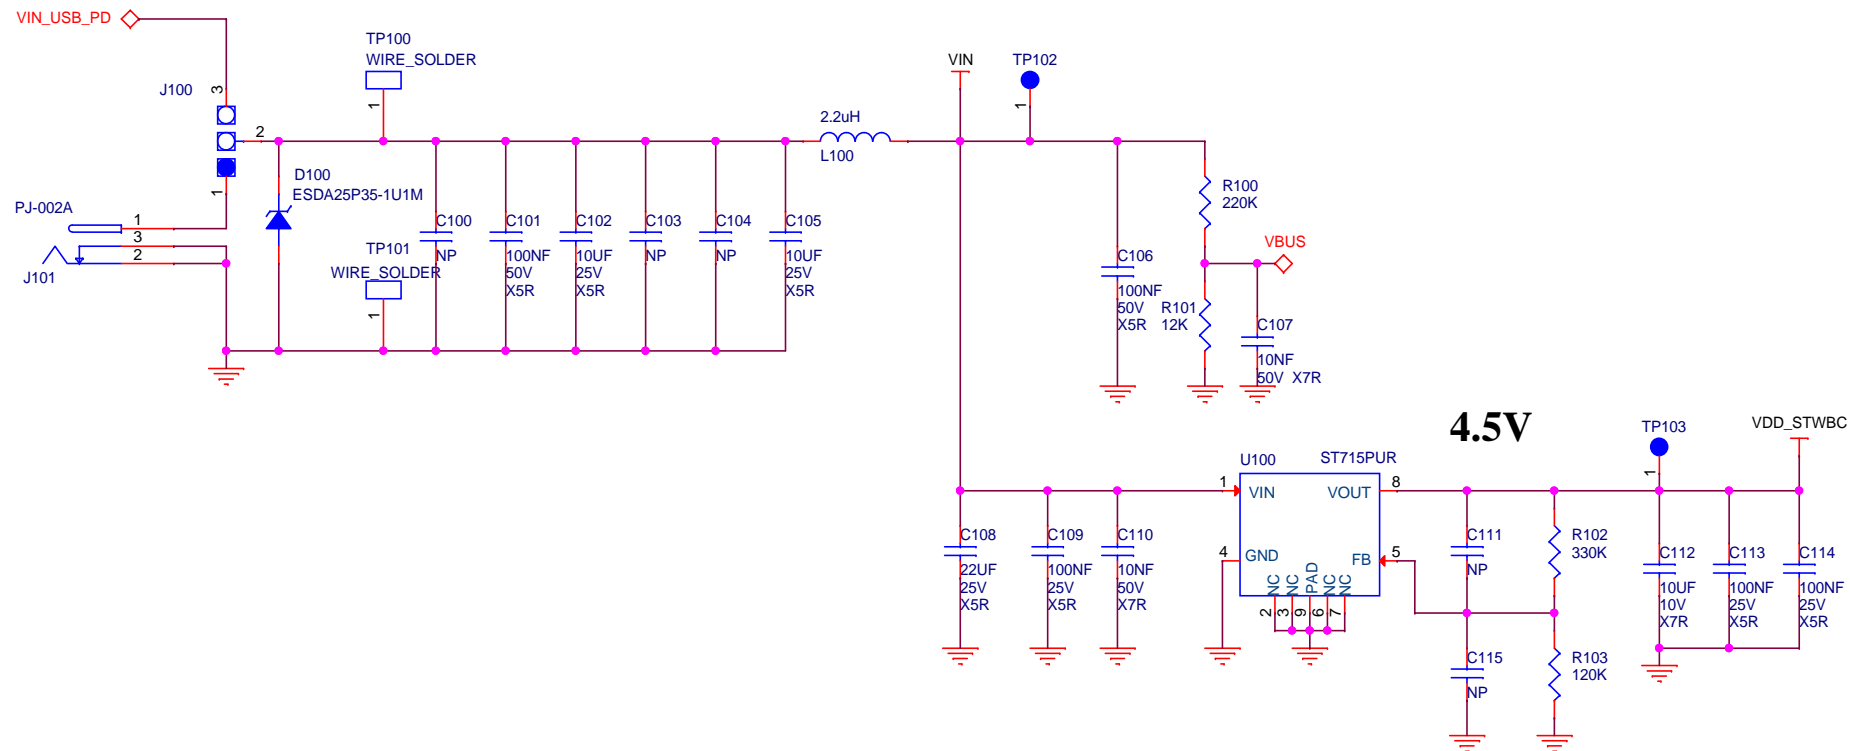 VIN_USB_PD
J100
3
2
1
PJ-002A
1
3
2
J101
D100
ESDA25P35-1U1M
TP100
WIRE_SOLDER
1
TP101
WIRE_SOLDER
1
C100
NP
C101
100NF
50V
X5R
C102
10UF
25V
X5R
C103
NP
C104
NP
C105
10UF
25V
X5R
2.2uH
L100
VIN
TP102
1
C106
100NF
50V
X5R
R100
220K
VBUS
R101
12K
C107
10NF
50V X7R
4.5V
C108
22UF
25V
X5R
C109
100NF
25V
X5R
C110
10NF
50V
X7R
U100
ST715PUR
1
VIN
VOUT
8
4
GND
FB
5
NC
NC
PAD
NC
NC
2
3
9
6
7
C111
NP
R102
330K
C115
NP
R103
120K
TP103
1
VDD_STWBC
C112
10UF
10V
X7R
C113
100NF
25V
X5R
C114
100NF
25V
X5R